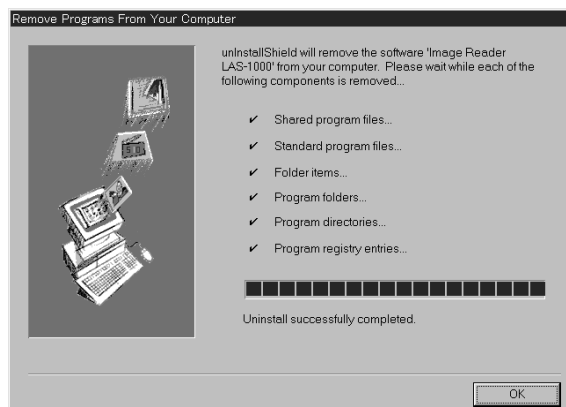 Remove Programs From Your Computer
unInstallShield will remove the software 'Image Reader
LAS-1000' from your computer. Please wait while each of the
following components is removed...
✔ Shared program files...
✔ Standard program files...
✔ Folder items...
✔ Program folders...
✔ Program directories...
✔ Program registry entries...
Uninstall successfully completed.
OK